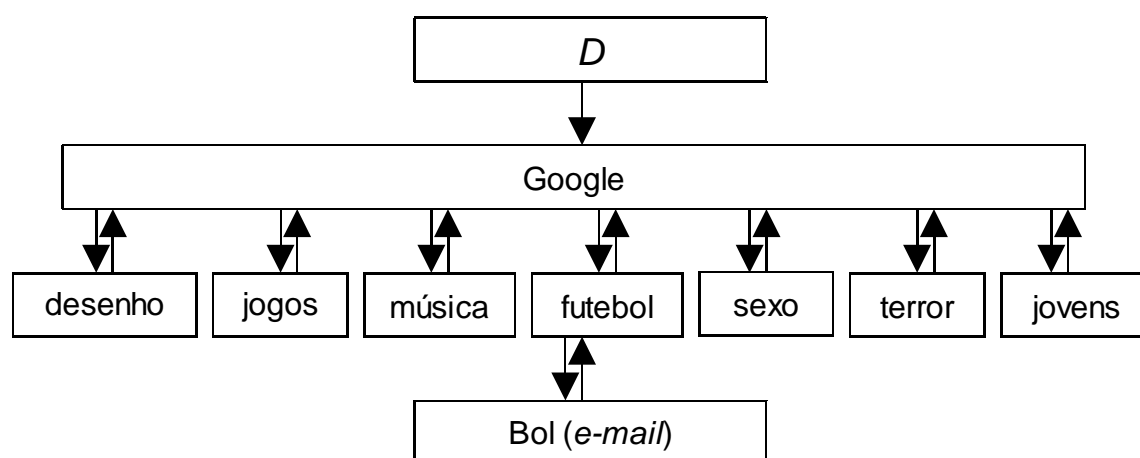 D
Google
desenho
jogos
música
futebol
sexo
terror
jovens
Bol (e-mail)